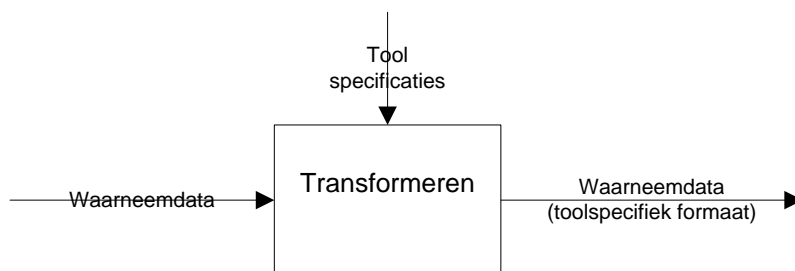 Tool
specificaties
Transformeren
Waarneemdata
Waarneemdata
(toolspecifiek formaat)